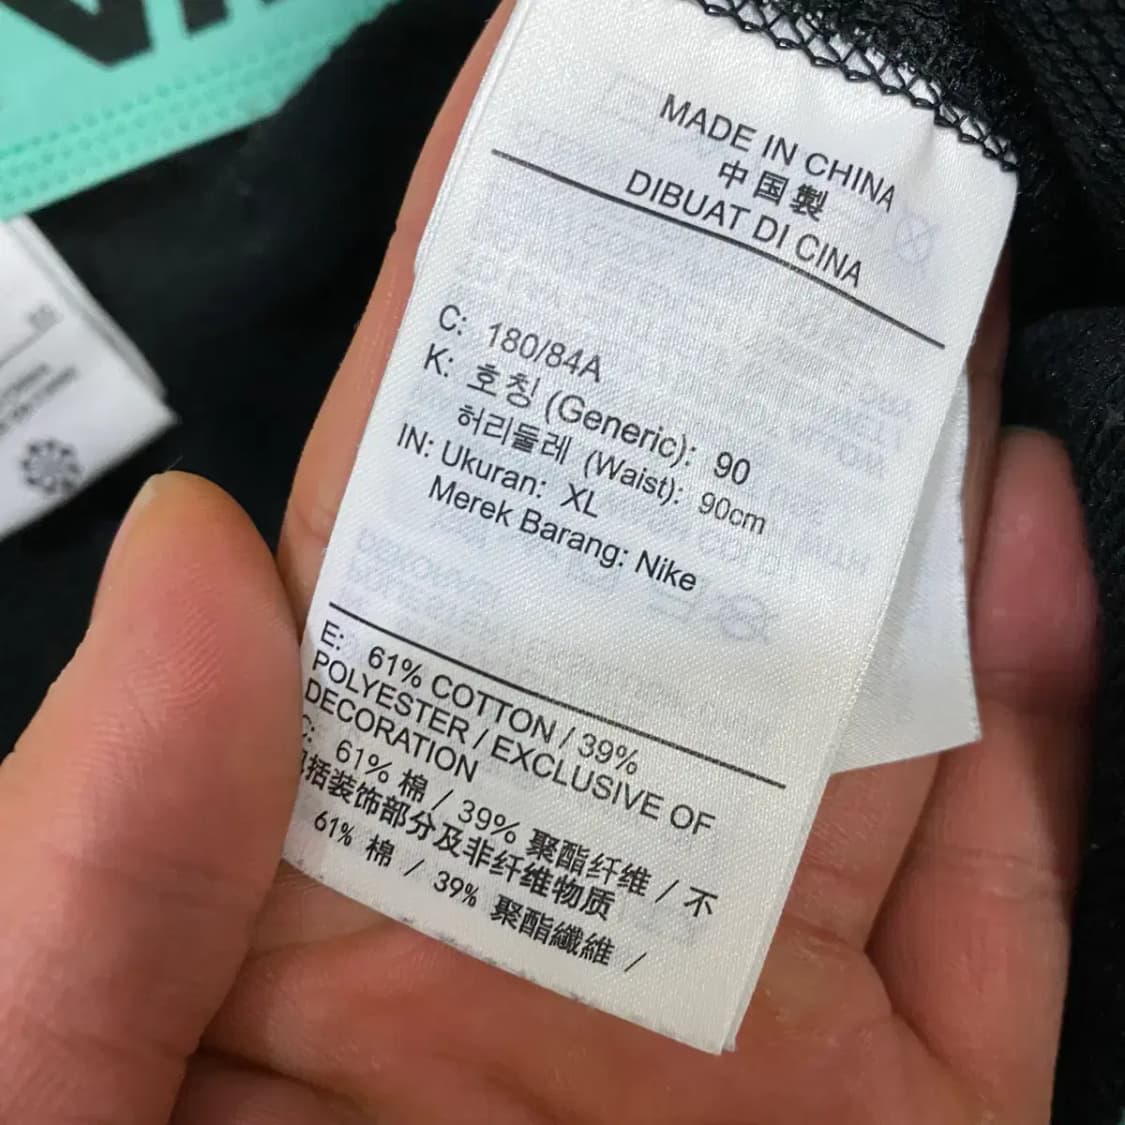 MADE IN CHINA
中国製
DIBUAT DI CINA
C: 180/84A
K: 호칭 (Generic): 90
허리둘레 (Waist): 90cm
IN: Ukuran: XL
Merek Barang: Nike
E: 61% COTTON / 39%
POLYESTER / EXCLUSIVE OF
DECORATION
C: 61% 棉 / 39% 聚酯纤维 / 不
括装饰部分及非纤维物质
61% 棉 / 39% 聚酯纖維 /